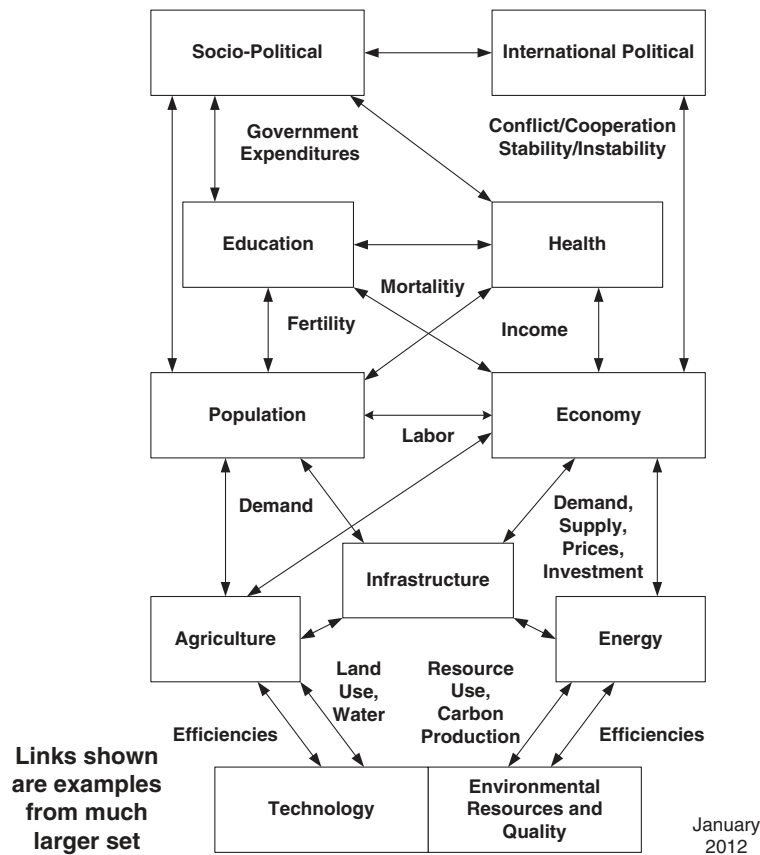 Socio-Political
International Political
Government
Expenditures
Conflict/Cooperation
Stability/Instability
Education
Health
Mortalitiy
Fertility
Income
Population
Economy
Labor
Demand
Demand,
Supply,
Prices,
Investment
Infrastructure
Agriculture
Energy
Land
Use,
Water
Resource
Use,
Carbon
Production
Efficiencies
Efficiencies
Links shown
are examples
from much
larger set
Technology
Environmental
Resources and
Quality
January
2012